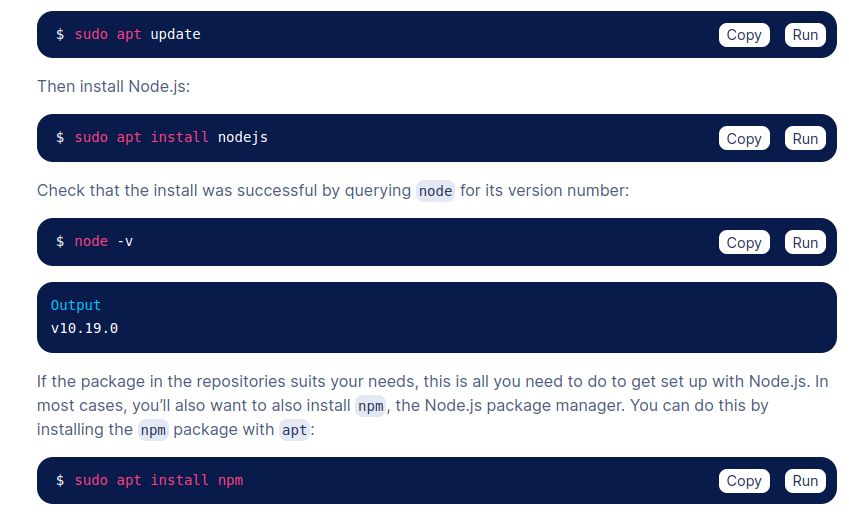 $ sudo apt update
Copy
Run
Then install Node.js:
$ sudo apt install nodejs
Copy
Run
Check that the install was successful by querying node for its version number:
$ node -v
Copy
Run
Output
v10.19.0
If the package in the repositories suits your needs, this is all you need to do to get set up with Node.js. In
most cases, you’ll also want to also install npm, the Node.js package manager. You can do this by
installing the npm package with apt:
$ sudo apt install npm
Copy
Run